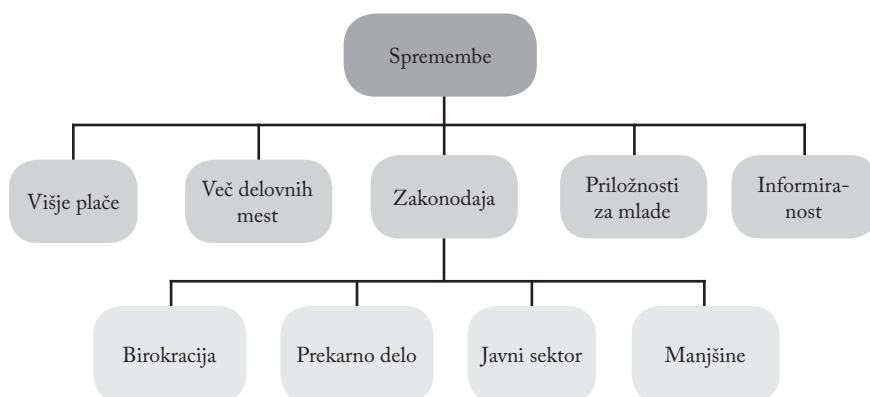 Spremembe
Višje plače
Več delovnih
mest
Zakonodaja
Priložnosti
za mlade
Informira-
nost
Birokracija
Prekarno delo
Javni sektor
Manjšine